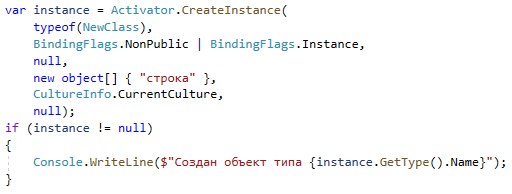 var instance = Activator.CreateInstance(
    typeof(NewClass),
    BindingFlags.NonPublic | BindingFlags.Instance,
    null,
    new object[] { "строка" },
    CultureInfo.CurrentCulture,
    null);
if (instance != null)
{
    Console.WriteLine($"Создан объект типа {instance.GetType().Name}");
}